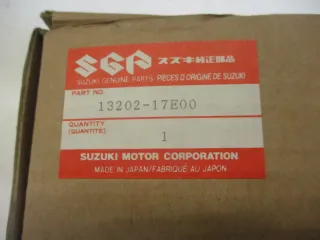 SGP スズキ純正部品
SUZUKI GENUINE PARTS PIÈCES D'ORIGINE DE SUZUKI
PART NO.
13202-17E00
QUANTITY
(QUANTITÉ) 1
SUZUKI MOTOR CORPORATION
MADE IN JAPAN/FABRIQUÉ AU JAPON